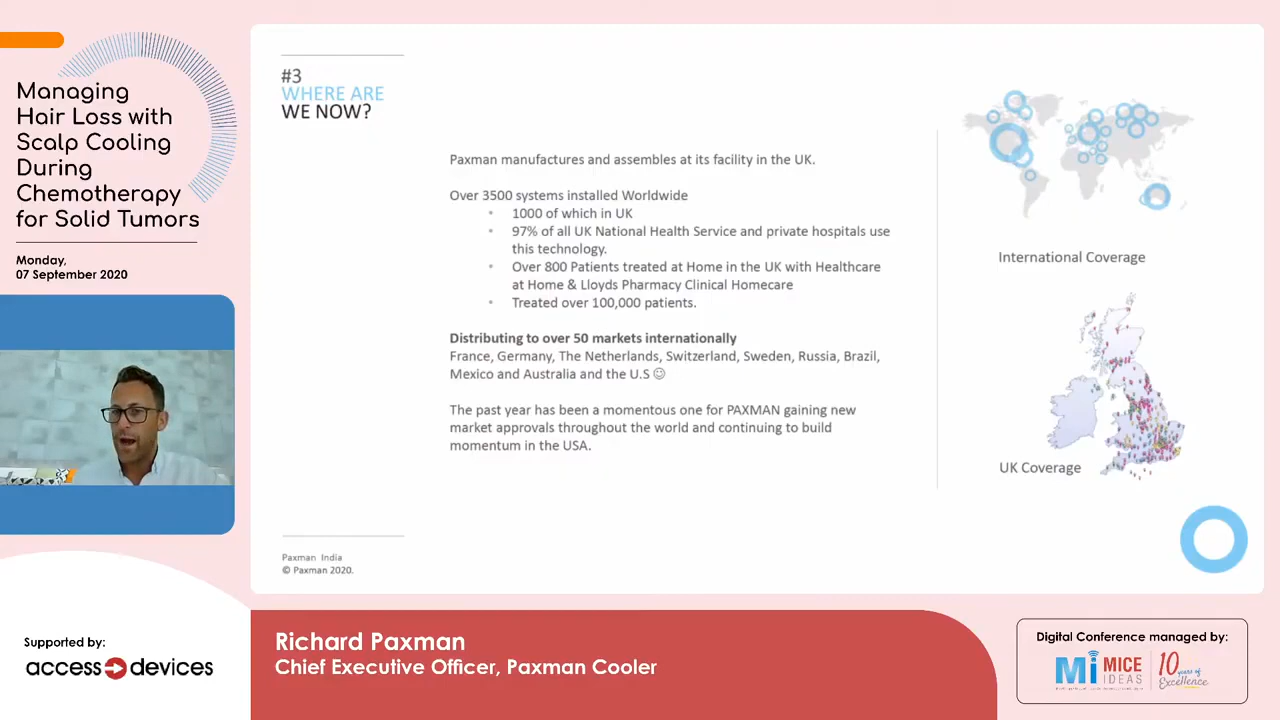 Managing
Hair Loss with
Scalp Cooling
During
Chemotherapy
for Solid Tumors
Monday,
07 September 2020
#3
WHERE ARE
WE NOW?
Paxman manufactures and assembles at its facility in the UK.
Over 3500 systems installed Worldwide
• 1000 of which in UK
• 97% of all UK National Health Service and private hospitals use
this technology.
• Over 800 Patients treated at Home in the UK with Healthcare
at Home & Lloyds Pharmacy Clinical Homecare
• Treated over 100,000 patients.
Distributing to over 50 markets internationally
France, Germany, The Netherlands, Switzerland, Sweden, Russia, Brazil,
Mexico and Australia and the U.S ☺
The past year has been a momentous one for PAXMAN gaining new
market approvals throughout the world and continuing to build
momentum in the USA.
International Coverage
UK Coverage
Paxman India
© Paxman 2020.
Supported by:
access devices
Richard Paxman
Chief Executive Officer, Paxman Cooler
Digital Conference managed by:
Mi MICE
IDEAS
10 years of
Excellence